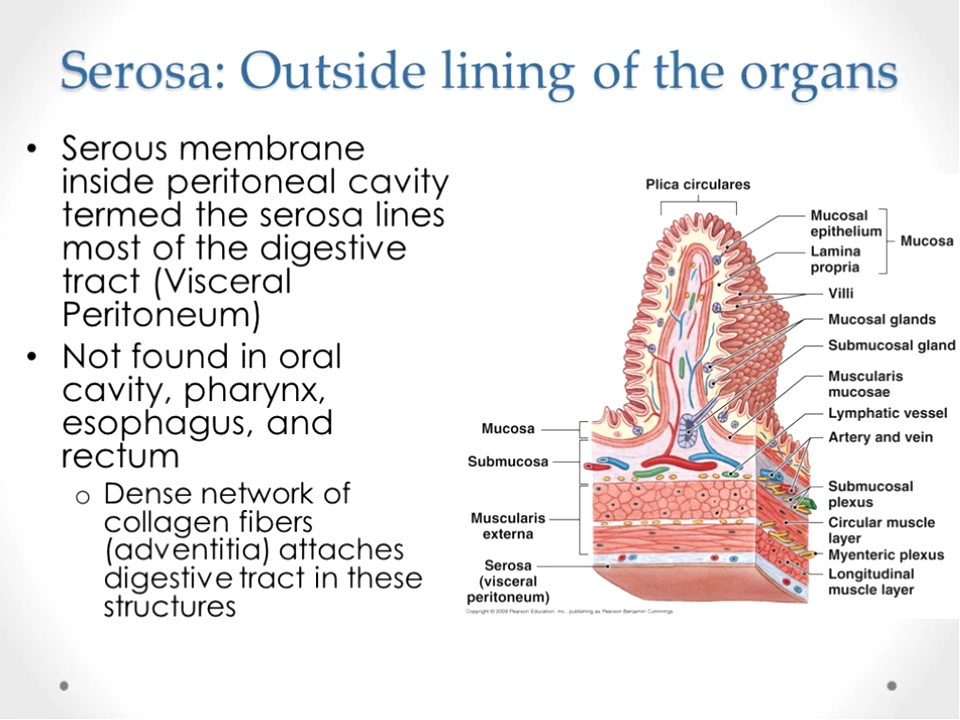 Serosa: Outside lining of the organs
• Serous membrane
inside peritoneal cavity
termed the serosa lines
most of the digestive
tract (Visceral
Peritoneum)
• Not found in oral
cavity, pharynx,
esophagus, and
rectum
o Dense network of
collagen fibers
(adventitia) attaches
digestive tract in these
structures
Plica circulares
Mucosal
epithelium
Lamina
propria
Mucosa
Villi
Mucosal glands
Submucosal gland
Muscularis
mucosae
Lymphatic vessel
Artery and vein
Submucosal
plexus
Circular muscle
layer
Myenteric plexus
Longitudinal
muscle layer
Mucosa
Submucosa
Muscularis
externa
Serosa
(visceral
peritoneum)
Copyright © 2009 Pearson Education, Inc. publishing as Pearson Benjamin Cummings